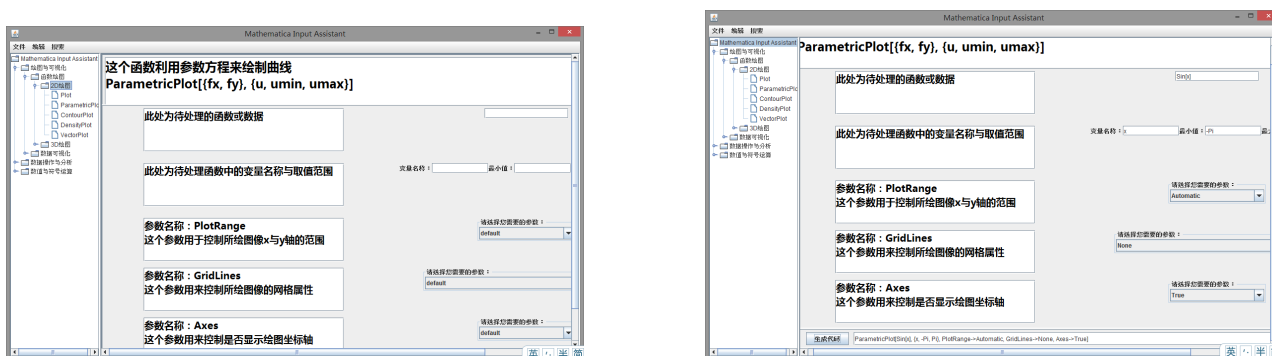 Mathematica Input Assistant
文件 编辑 搜索
Mathematica Input Assistant
绘图与可视化
函数绘图
2D绘图
Plot
ParametricPlo
ContourPlot
DensityPlot
VectorPlot
3D绘图
数据可视化
数据操作与分析
数值与符号运算
这个函数利用参数方程来绘制曲线
ParametricPlot[{fx, fy}, {u, umin, umax}]
此处为待处理的函数或数据
此处为待处理函数中的变量名称与取值范围
变量名称：
最小值：
参数名称：PlotRange
这个参数用于控制所绘图像x与y轴的范围
请选择您需要的参数：
default
参数名称：GridLines
这个参数用来控制所绘图像的网格属性
请选择您需要的参数：
default
参数名称：Axes
这个参数用来控制是否显示绘图坐标轴
请选择您需要的参数：
default
英 半 简
Mathematica Input Assistant
文件 编辑 搜索
Mathematica Input Assistant
绘图与可视化
函数绘图
2D绘图
Plot
ParametricPlo
ContourPlot
DensityPlot
VectorPlot
3D绘图
数据可视化
数据操作与分析
数值与符号运算
ParametricPlot[{fx, fy}, {u, umin, umax}]
此处为待处理的函数或数据
Sin[x]
此处为待处理函数中的变量名称与取值范围
变量名称：x
最小值：-Pi
参数名称：PlotRange
这个参数用于控制所绘图像x与y轴的范围
请选择您需要的参数：
Automatic
参数名称：GridLines
这个参数用来控制所绘图像的网格属性
请选择您需要的参数：
None
参数名称：Axes
这个参数用来控制是否显示绘图坐标轴
请选择您需要的参数：
True
生成代码
ParametricPlot[Sin[x], {x, -Pi, Pi}, PlotRange->Automatic, GridLines->None, Axes->True]
英 半